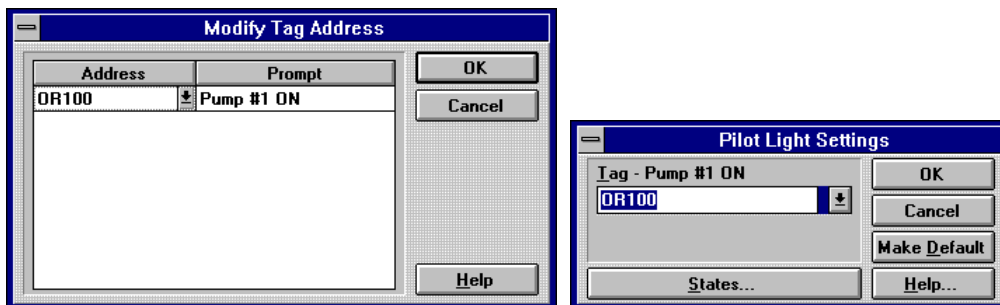 Modify Tag Address
Address Prompt
OR100 Pump #1 ON
OK
Cancel
Help
Pilot Light Settings
Tag - Pump #1 ON
OR100
OK
Cancel
Make Default
States...
Help...